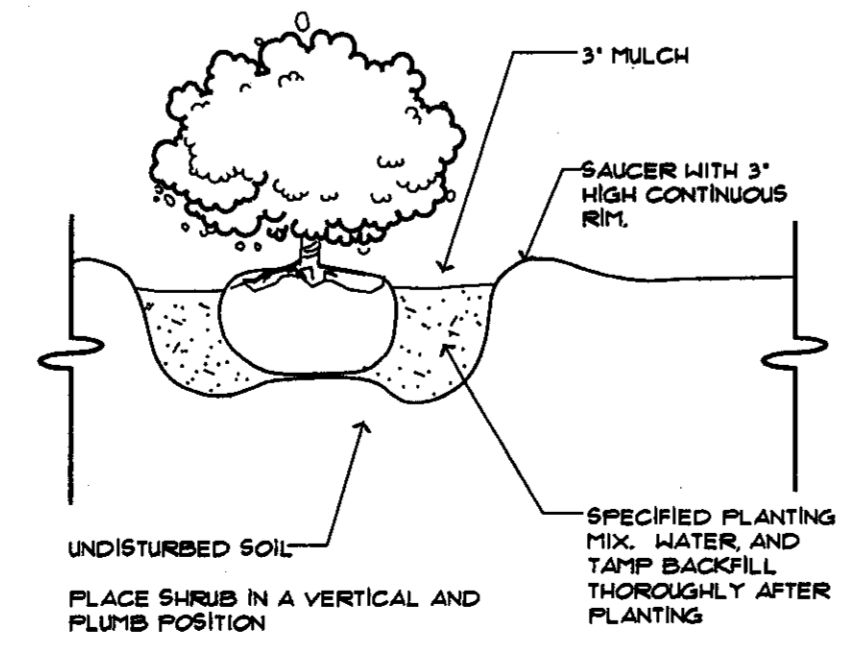 3" MULCH
SAUCER WITH 3"
HIGH CONTINUOUS
RIM.
SPECIFIED PLANTING
MIX. WATER, AND
TAMP BACKFILL
THOROUGHLY AFTER
PLANTING
UNDISTURBED SOIL
PLACE SHRUB IN A VERTICAL AND
PLUMB POSITION